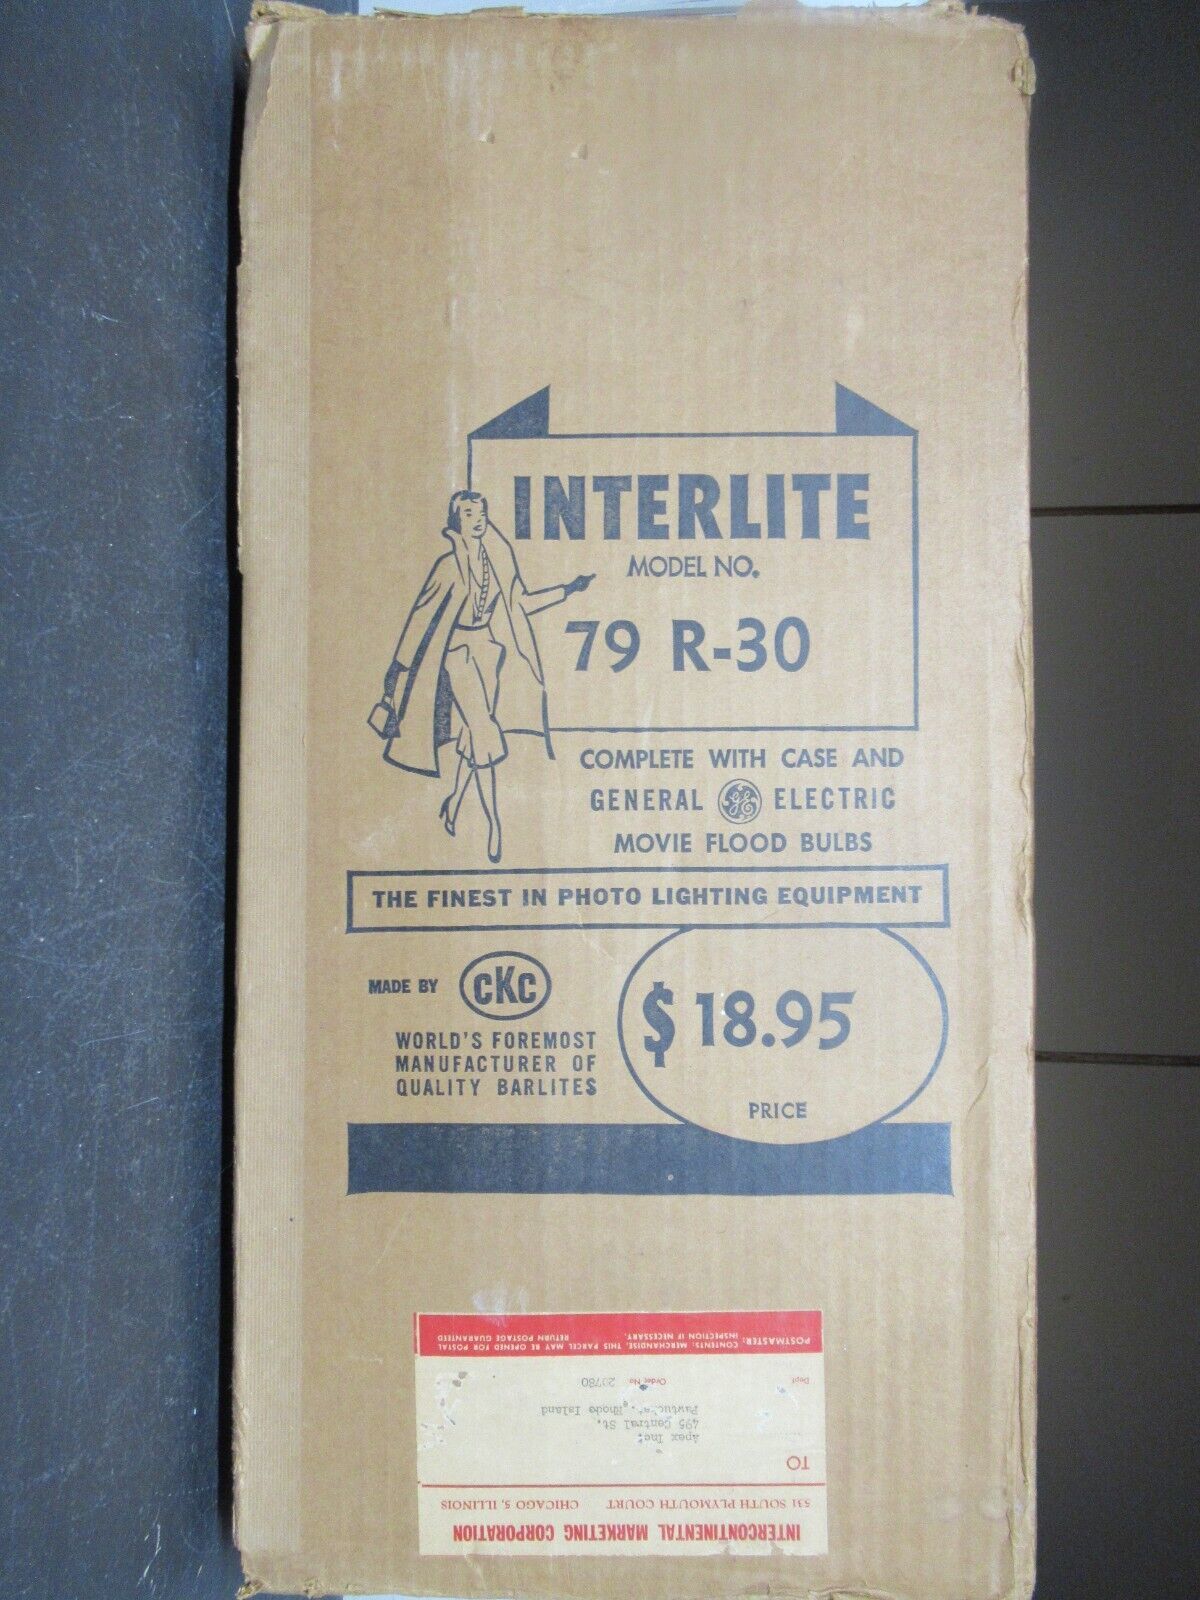 INTERLITE
MODEL NO.
79 R-30
COMPLETE WITH CASE AND
GENERAL GE ELECTRIC
MOVIE FLOOD BULBS
THE FINEST IN PHOTO LIGHTING EQUIPMENT
MADE BY CKC
WORLD'S FOREMOST
MANUFACTURER OF
QUALITY BARLITES
$18.95
PRICE
INTERCONTINENTAL MARKETING CORPORATION
531 SOUTH PLYMOUTH COURT CHICAGO 5, ILLINOIS
TO
Apex Inc.
495 Central St.
Rhode Island
Dept Order No 20780
POSTMASTER: CONTENTS: MERCHANDISE. THIS PARCEL MAY BE OPENED FOR POSTAL
INSPECTION IF NECESSARY. RETURN POSTAGE GUARANTEED